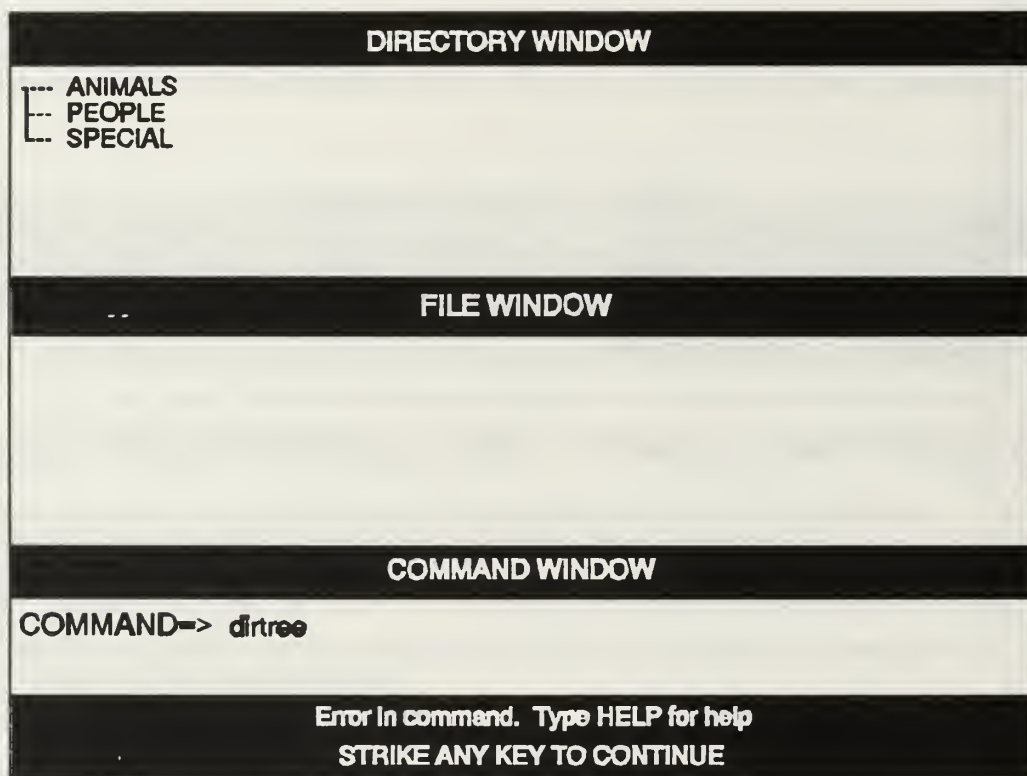 DIRECTORY WINDOW
ANIMALS
PEOPLE
SPECIAL
FILE WINDOW
COMMAND WINDOW
COMMAND=> dirtree
Error in command. Type HELP for help
STRIKE ANY KEY TO CONTINUE